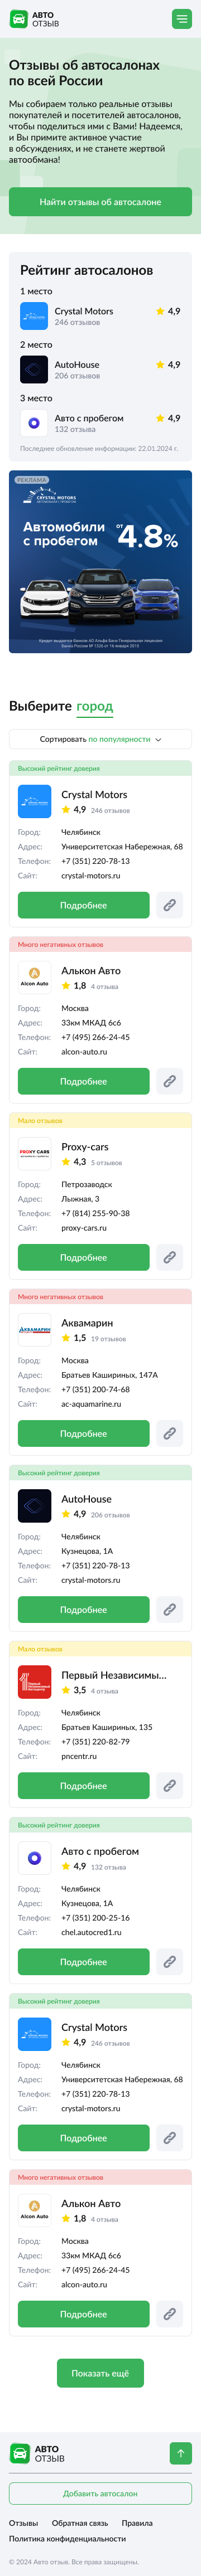 АВТО
ОТЗЫВ
Отзывы об автосалонах
по всей России
Мы собираем только реальные отзывы
покупателей и посетителей автосалонов,
чтобы поделиться ими с Вами! Надеемся,
и Вы примите активное участие
в обсуждениях, и не станете жертвой
автообмана!
Найти отзывы об автосалоне
Рейтинг автосалонов
1 место
Crystal Motors 4,9
246 отзывов
2 место
AutoHouse 4,9
206 отзывов
3 место
Авто с пробегом 4,9
132 отзыва
Последнее обновление информации: 22.01.2024 г.
РЕКЛАМА
CRYSTAL MOTORS
Автомобили
с пробегом
от 4.8%
Кредит выдается банком АО Альфа Банк Генеральная лицензия
Банка России № 1326 от 16 января 2015
Выберите город
Сортировать по популярности
Высокий рейтинг доверия
Crystal Motors
4,9 246 отзывов
Город: Челябинск
Адрес: Университетская Набережная, 68
Телефон: +7 (351) 220-78-13
Сайт: crystal-motors.ru
Подробнее
Много негативных отзывов
Alcon Auto
Алькон Авто
1,8 4 отзыва
Город: Москва
Адрес: 33км МКАД 6с6
Телефон: +7 (495) 266-24-45
Сайт: alcon-auto.ru
Подробнее
Мало отзывов
PROXY CARS
Proxy-cars
4,3 5 отзывов
Город: Петрозаводск
Адрес: Лыжная, 3
Телефон: +7 (814) 255-90-38
Сайт: proxy-cars.ru
Подробнее
Много негативных отзывов
АКВАМАРИН
Аквамарин
1,5 19 отзывов
Город: Москва
Адрес: Братьев Кашириных, 147А
Телефон: +7 (351) 200-74-68
Сайт: ac-aquamarine.ru
Подробнее
Высокий рейтинг доверия
AutoHouse
4,9 206 отзывов
Город: Челябинск
Адрес: Кузнецова, 1А
Телефон: +7 (351) 220-78-13
Сайт: crystal-motors.ru
Подробнее
Мало отзывов
Первый Независимы...
3,5 4 отзыва
Город: Челябинск
Адрес: Братьев Кашириных, 135
Телефон: +7 (351) 220-82-79
Сайт: pncentr.ru
Подробнее
Высокий рейтинг доверия
Авто с пробегом
4,9 132 отзыва
Город: Челябинск
Адрес: Кузнецова, 1А
Телефон: +7 (351) 200-25-16
Сайт: chel.autocred1.ru
Подробнее
Высокий рейтинг доверия
Crystal Motors
4,9 246 отзывов
Город: Челябинск
Адрес: Университетская Набережная, 68
Телефон: +7 (351) 220-78-13
Сайт: crystal-motors.ru
Подробнее
Много негативных отзывов
Alcon Auto
Алькон Авто
1,8 4 отзыва
Город: Москва
Адрес: 33км МКАД 6с6
Телефон: +7 (495) 266-24-45
Сайт: alcon-auto.ru
Подробнее
Показать ещё
АВТО
ОТЗЫВ
Добавить автосалон
Отзывы Обратная связь Правила
Политика конфиденциальности
© 2024 Авто отзыв. Все права защищены.